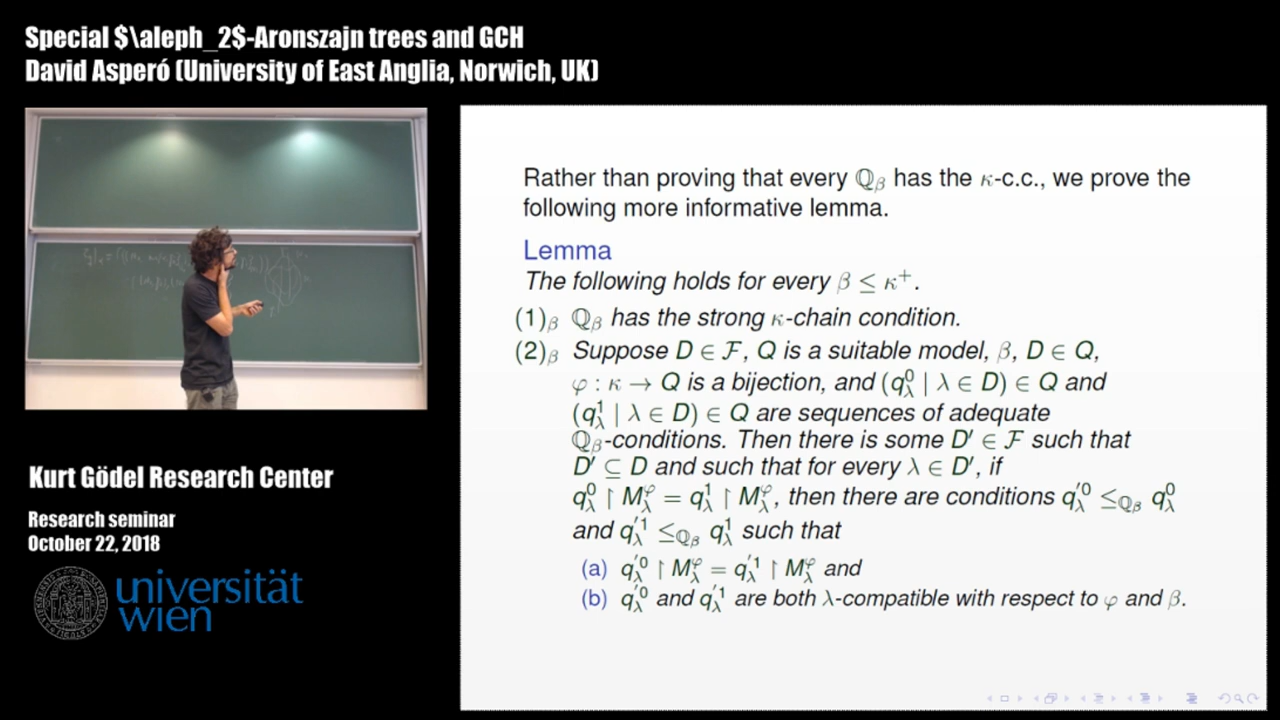 Special $\aleph_2$-Aronszajn trees and GCH
David Asperó (University of East Anglia, Norwich, UK)
Rather than proving that every ℚ_β has the κ-c.c., we prove the
following more informative lemma.
Lemma
The following holds for every β ≤ κ⁺.
(1)_β ℚ_β has the strong κ-chain condition.
(2)_β Suppose D ∈ 𝓕, Q is a suitable model, β, D ∈ Q,
φ : κ → Q is a bijection, and (q⁰_λ | λ ∈ D) ∈ Q and
(q¹_λ | λ ∈ D) ∈ Q are sequences of adequate
ℚ_β-conditions. Then there is some D′ ∈ 𝓕 such that
D′ ⊆ D and such that for every λ ∈ D′, if
q⁰_λ ↾ M^φ_λ = q¹_λ ↾ M^φ_λ, then there are conditions q′⁰_λ ≤_{ℚ_β} q⁰_λ
and q′¹_λ ≤_{ℚ_β} q¹_λ such that
(a) q′⁰_λ ↾ M^φ_λ = q′¹_λ ↾ M^φ_λ and
(b) q′⁰_λ and q′¹_λ are both λ-compatible with respect to φ and β.
Kurt Gödel Research Center
Research seminar
October 22, 2018
universität
wien